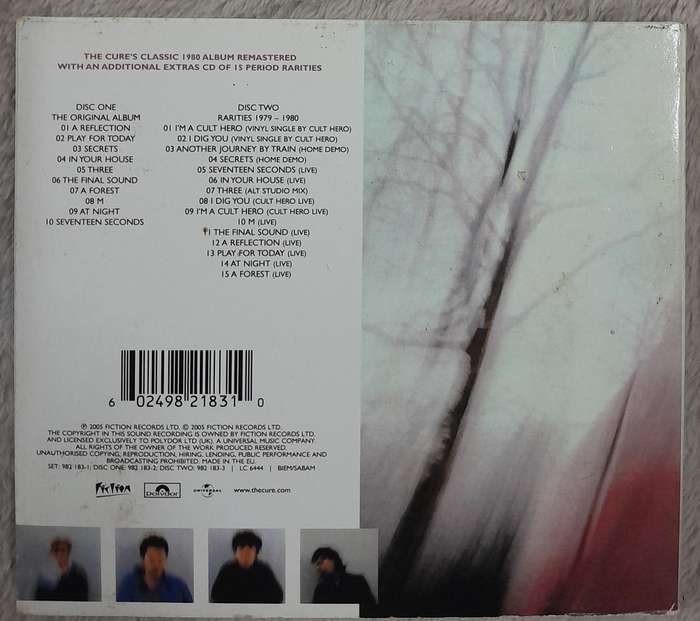 THE CURE'S CLASSIC 1980 ALBUM REMASTERED
WITH AN ADDITIONAL EXTRAS CD OF 15 PERIOD RARITIES
DISC ONE
THE ORIGINAL ALBUM
01 A REFLECTION
02 PLAY FOR TODAY
03 SECRETS
04 IN YOUR HOUSE
05 THREE
06 THE FINAL SOUND
07 A FOREST
08 M
09 AT NIGHT
10 SEVENTEEN SECONDS
DISC TWO
RARITIES 1979 – 1980
01 I'M A CULT HERO (VINYL SINGLE BY CULT HERO)
02 I DIG YOU (VINYL SINGLE BY CULT HERO)
03 ANOTHER JOURNEY BY TRAIN (HOME DEMO)
04 SECRETS (HOME DEMO)
05 SEVENTEEN SECONDS (LIVE)
06 IN YOUR HOUSE (LIVE)
07 THREE (ALT STUDIO MIX)
08 I DIG YOU (CULT HERO LIVE)
09 I'M A CULT HERO (CULT HERO LIVE)
10 M (LIVE)
11 THE FINAL SOUND (LIVE)
12 A REFLECTION (LIVE)
13 PLAY FOR TODAY (LIVE)
14 AT NIGHT (LIVE)
15 A FOREST (LIVE)
6 02498 21831 0
℗ 2005 FICTION RECORDS LTD. © 2005 FICTION RECORDS LTD.
THE COPYRIGHT IN THIS SOUND RECORDING IS OWNED BY FICTION RECORDS LTD.
AND LICENSED EXCLUSIVELY TO POLYDOR LTD (UK). A UNIVERSAL MUSIC COMPANY.
ALL RIGHTS OF THE OWNER OF THE WORK PRODUCED RESERVED.
UNAUTHORISED COPYING, REPRODUCTION, HIRING, LENDING, PUBLIC PERFORMANCE AND
BROADCASTING PROHIBITED. MADE IN THE EU.
SET: 982 183-1: DISC ONE: 982 183-2; DISC TWO: 982 183-3 | LC 6444 | BIEM/SABAM
Fiction polydor UNIVERSAL www.thecure.com